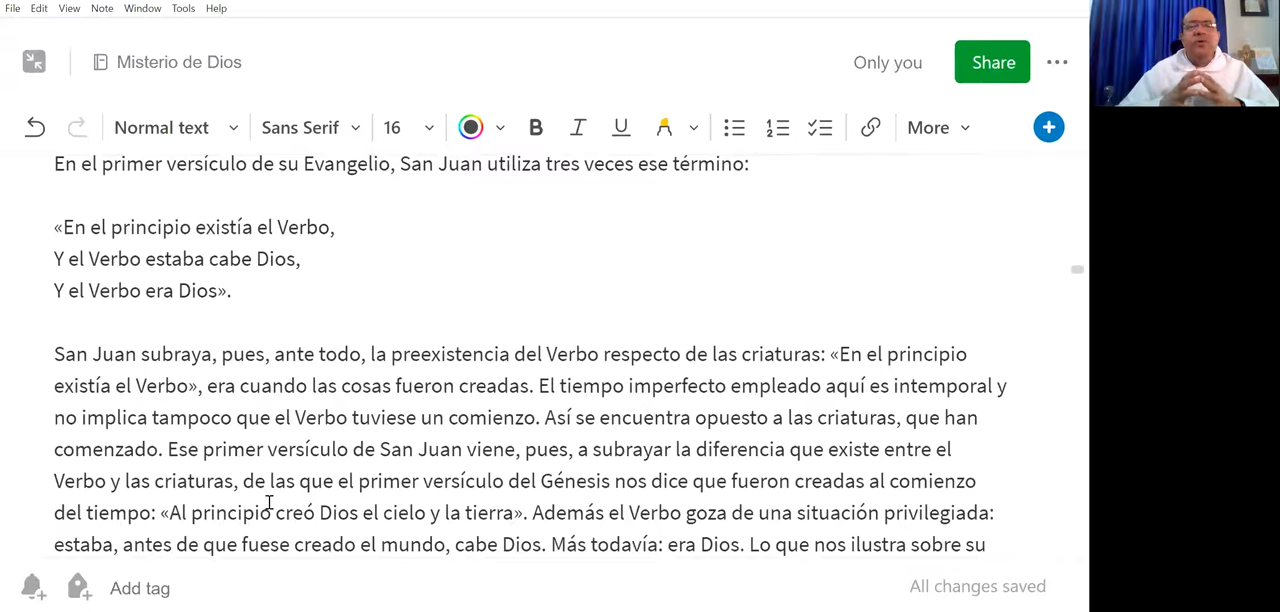 File Edit View Note Window Tools Help
Misterio de Dios
Only you
Share
Normal text
Sans Serif
16
B I U
More
En el primer versículo de su Evangelio, San Juan utiliza tres veces ese término:
«En el principio existía el Verbo,
Y el Verbo estaba cabe Dios,
Y el Verbo era Dios».
San Juan subraya, pues, ante todo, la preexistencia del Verbo respecto de las criaturas: «En el principio
existía el Verbo», era cuando las cosas fueron creadas. El tiempo imperfecto empleado aquí es intemporal y
no implica tampoco que el Verbo tuviese un comienzo. Así se encuentra opuesto a las criaturas, que han
comenzado. Ese primer versículo de San Juan viene, pues, a subrayar la diferencia que existe entre el
Verbo y las criaturas, de las que el primer versículo del Génesis nos dice que fueron creadas al comienzo
del tiempo: «Al principio creó Dios el cielo y la tierra». Además el Verbo goza de una situación privilegiada:
estaba, antes de que fuese creado el mundo, cabe Dios. Más todavía: era Dios. Lo que nos ilustra sobre su
Add tag
All changes saved